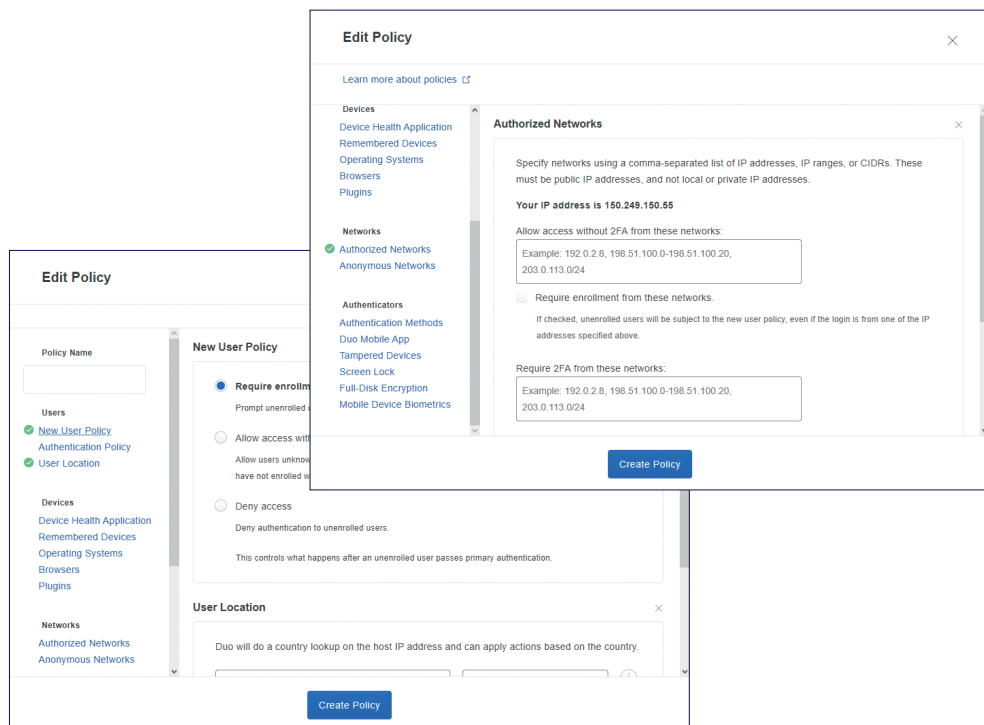 Edit Policy
Learn more about policies
Devices
Device Health Application
Remembered Devices
Operating Systems
Browsers
Plugins
Networks
Authorized Networks
Anonymous Networks
Authenticators
Authentication Methods
Duo Mobile App
Tampered Devices
Screen Lock
Full-Disk Encryption
Mobile Device Biometrics
Authorized Networks
Specify networks using a comma-separated list of IP addresses, IP ranges, or CIDRs. These
must be public IP addresses, and not local or private IP addresses.
Your IP address is 150.249.150.55
Allow access without 2FA from these networks:
Example: 192.0.2.8, 198.51.100.0-198.51.100.20,
203.0.113.0/24
Require enrollment from these networks.
If checked, unenrolled users will be subject to the new user policy, even if the login is from one of the IP
addresses specified above.
Require 2FA from these networks:
Example: 192.0.2.8, 198.51.100.0-198.51.100.20,
203.0.113.0/24
Create Policy
Edit Policy
Policy Name
Users
New User Policy
Authentication Policy
User Location
Devices
Device Health Application
Remembered Devices
Operating Systems
Browsers
Plugins
Networks
Authorized Networks
Anonymous Networks
New User Policy
Require
Prompt unenrolled
Allow access
Allow users
have not enrolled
Deny access
Deny authentication to unenrolled users.
This controls what happens after an unenrolled user passes primary authentication.
User Location
Duo will do a country lookup on the host IP address and can apply actions based on the country.
Create Policy